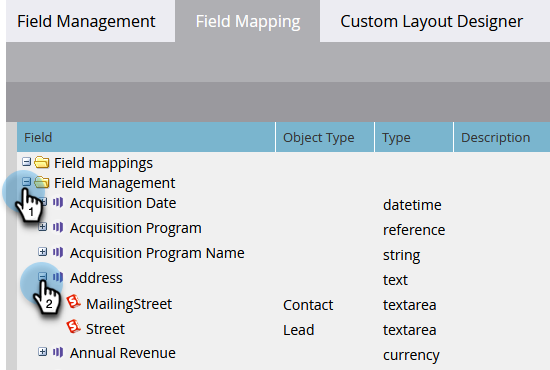 Field Management Field Mapping Custom Layout Designer
Field Object Type Type Description
Field mappings
Field Management
1
Acquisition Date datetime
Acquisition Program reference
Acquisition Program Name string
Address text
2
MailingStreet Contact textarea
Street Lead textarea
Annual Revenue currency